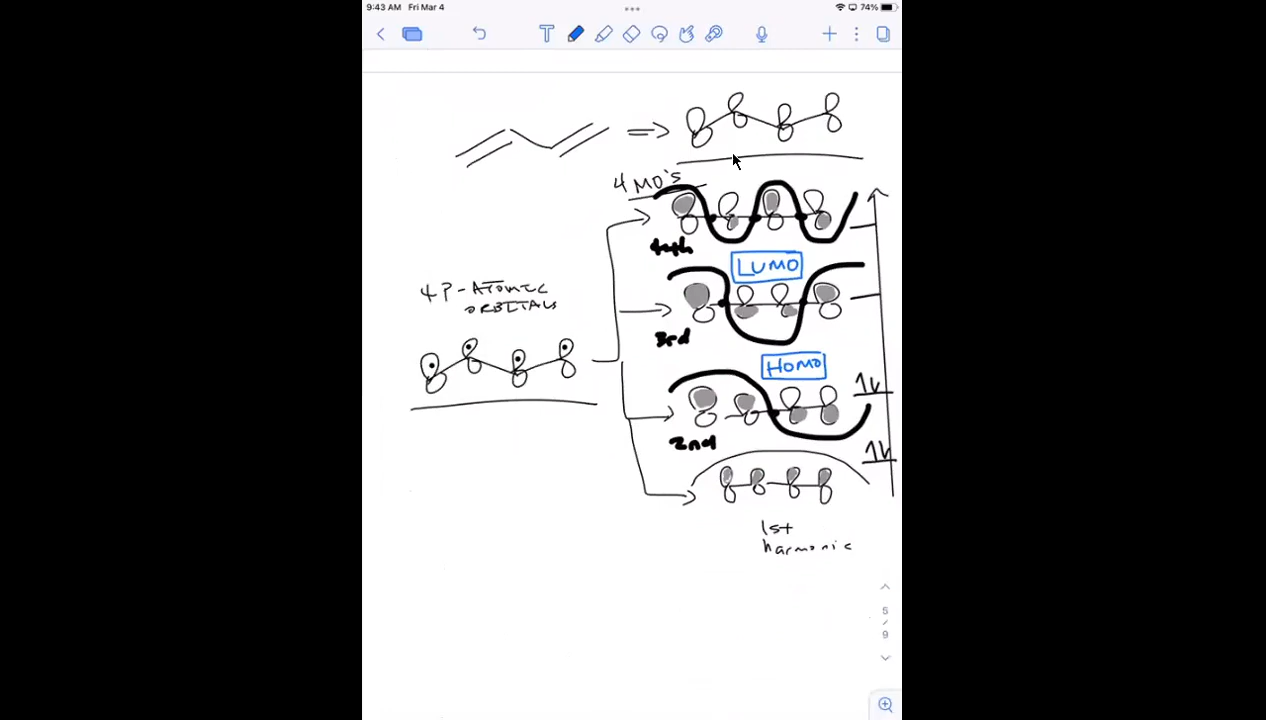 9:43 AM Fri Mar 4
74%
T
4 MO's
4th
LUMO
4 P-ATOMIC
ORBITALS
3rd
HOMO
2nd
1st
harmonic
5
/
9